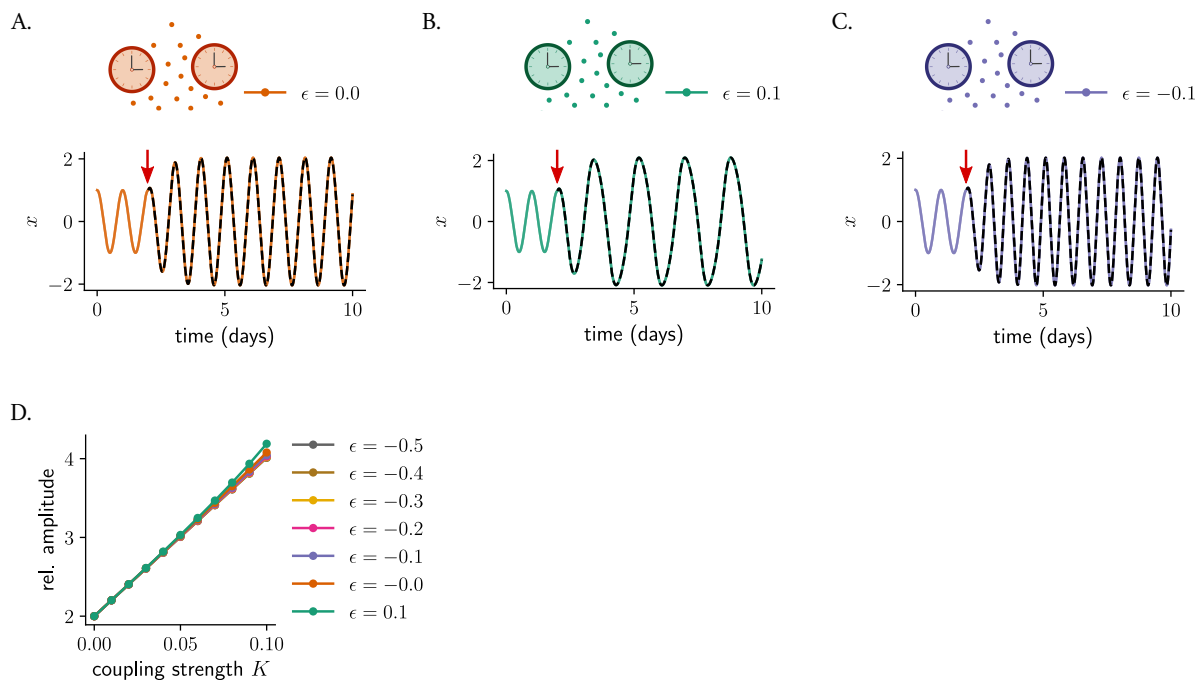 A.
ϵ = 0.0
x
2
0
−2
0
5
10
time (days)
B.
ϵ = 0.1
x
2
0
−2
0
5
10
time (days)
C.
ϵ = −0.1
x
2
0
−2
0
5
10
time (days)
D.
rel. amplitude
4
3
2
0.00
0.05
0.10
coupling strength K
ϵ = −0.5
ϵ = −0.4
ϵ = −0.3
ϵ = −0.2
ϵ = −0.1
ϵ = −0.0
ϵ = 0.1